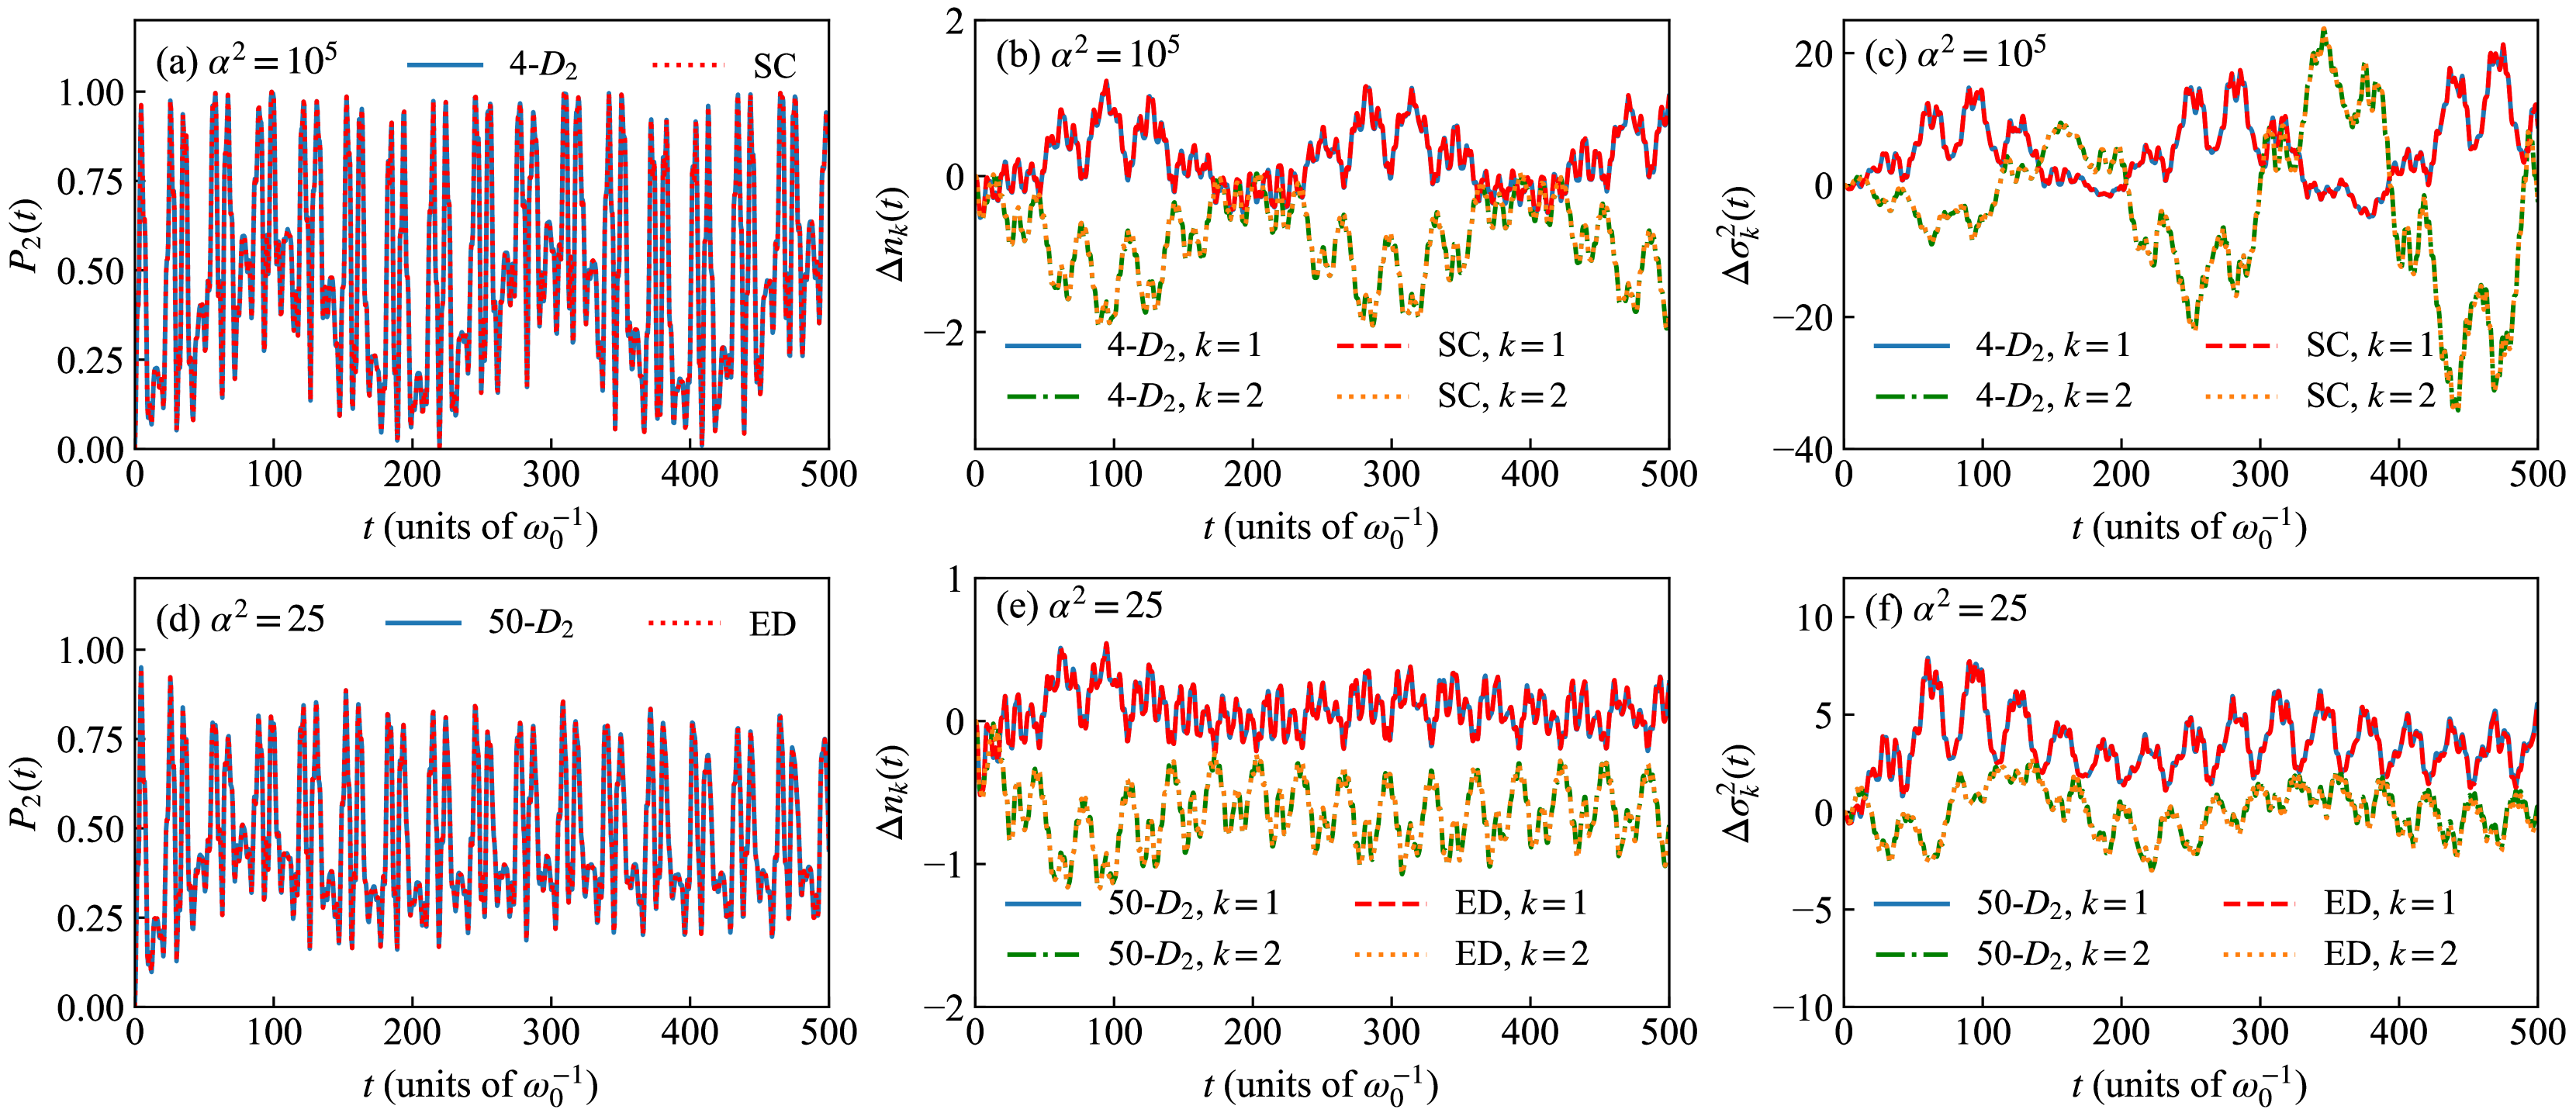 (a) α² = 10⁵ 4-D₂ SC
1.00
0.75
0.50
0.25
0.00
P₂(t)
0 100 200 300 400 500
t (units of ω₀⁻¹)
(b) α² = 10⁵
2
0
−2
Δnₖ(t)
4-D₂, k = 1 SC, k = 1
4-D₂, k = 2 SC, k = 2
0 100 200 300 400 500
t (units of ω₀⁻¹)
(c) α² = 10⁵
20
0
−20
−40
Δσₖ²(t)
4-D₂, k = 1 SC, k = 1
4-D₂, k = 2 SC, k = 2
0 100 200 300 400 500
t (units of ω₀⁻¹)
(d) α² = 25 50-D₂ ED
1.00
0.75
0.50
0.25
0.00
P₂(t)
0 100 200 300 400 500
t (units of ω₀⁻¹)
(e) α² = 25
1
0
−1
−2
Δnₖ(t)
50-D₂, k = 1 ED, k = 1
50-D₂, k = 2 ED, k = 2
0 100 200 300 400 500
t (units of ω₀⁻¹)
(f) α² = 25
10
5
0
−5
−10
Δσₖ²(t)
50-D₂, k = 1 ED, k = 1
50-D₂, k = 2 ED, k = 2
0 100 200 300 400 500
t (units of ω₀⁻¹)